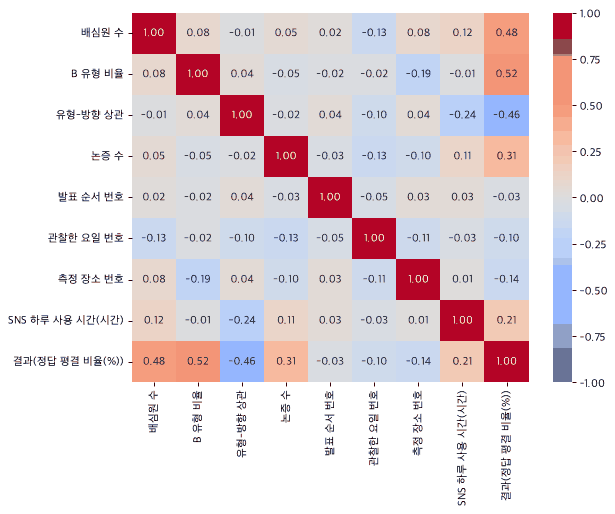 배심원 수 1.00 0.08 -0.01 0.05 0.02 -0.13 0.08 0.12 0.48
B 유형 비율 0.08 1.00 0.04 -0.05 -0.02 -0.02 -0.19 -0.01 0.52
유형-방향 상관 -0.01 0.04 1.00 -0.02 0.04 -0.10 0.04 -0.24 -0.46
논증 수 0.05 -0.05 -0.02 1.00 -0.03 -0.13 -0.10 0.11 0.31
발표 순서 번호 0.02 -0.02 0.04 -0.03 1.00 -0.05 0.03 0.03 -0.03
관찰한 요일 번호 -0.13 -0.02 -0.10 -0.13 -0.05 1.00 -0.11 -0.03 -0.10
측정 장소 번호 0.08 -0.19 0.04 -0.10 0.03 -0.11 1.00 0.01 -0.14
SNS 하루 사용 시간(시간) 0.12 -0.01 -0.24 0.11 0.03 -0.03 0.01 1.00 0.21
결과(정답 평결 비율(%)) 0.48 0.52 -0.46 0.31 -0.03 -0.10 -0.14 0.21 1.00
배심원 수
B 유형 비율
유형-방향 상관
논증 수
발표 순서 번호
관찰한 요일 번호
측정 장소 번호
SNS 하루 사용 시간(시간)
결과(정답 평결 비율(%))
1.00
0.75
0.50
0.25
0.00
-0.25
-0.50
-0.75
-1.00